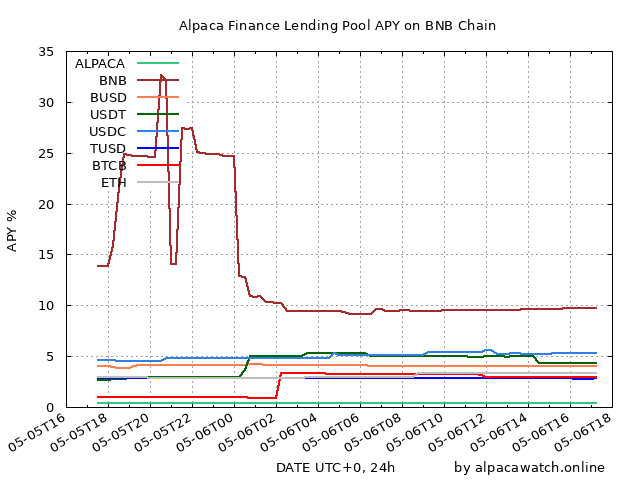 Alpaca Finance Lending Pool APY on BNB Chain
APY %
35
30
25
20
15
10
5
0
ALPACA
BNB
BUSD
USDT
USDC
TUSD
BTCB
ETH
05-05T16
05-05T18
05-05T20
05-05T22
05-06T00
05-06T02
05-06T04
05-06T06
05-06T08
05-06T10
05-06T12
05-06T14
05-06T16
05-06T18
DATE UTC+0, 24h
by alpacawatch.online